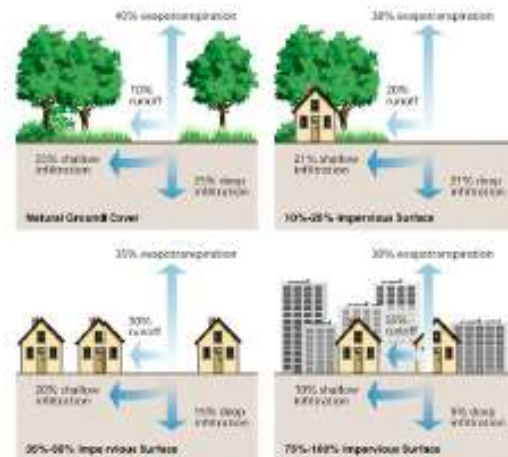 40% evapotranspiration
10%
runoff
25% shallow
infiltration
25% deep
infiltration
Natural Ground Cover
38% evapotranspiration
20%
runoff
21% shallow
infiltration
21% deep
infiltration
10%-20% Impervious Surface
35% evapotranspiration
30%
runoff
20% shallow
infiltration
15% deep
infiltration
35%-50% Impervious Surface
30% evapotranspiration
55%
runoff
10% shallow
infiltration
5% deep
infiltration
75%-100% Impervious Surface